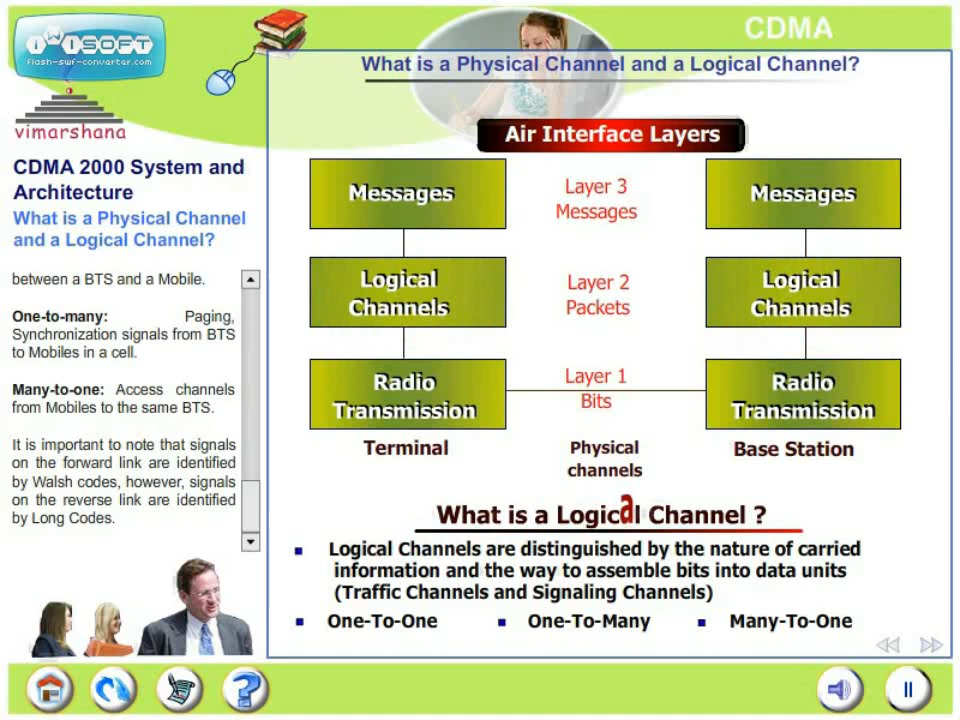 iWiSOFT
flash-swf-converter.com
CDMA
What is a Physical Channel and a Logical Channel?
vimarshana
CDMA 2000 System and
Architecture
What is a Physical Channel
and a Logical Channel?
between a BTS and a Mobile.
One-to-many: Paging,
Synchronization signals from BTS
to Mobiles in a cell.
Many-to-one: Access channels
from Mobiles to the same BTS.
It is important to note that signals
on the forward link are identified
by Walsh codes, however, signals
on the reverse link are identified
by Long Codes.
Air Interface Layers
Messages
Layer 3
Messages
Messages
Logical
Channels
Layer 2
Packets
Logical
Channels
Radio
Transmission
Layer 1
Bits
Radio
Transmission
Terminal
Physical
channels
Base Station
What is a Logical Channel ?
Logical Channels are distinguished by the nature of carried
information and the way to assemble bits into data units
(Traffic Channels and Signaling Channels)
One-To-One
One-To-Many
Many-To-One